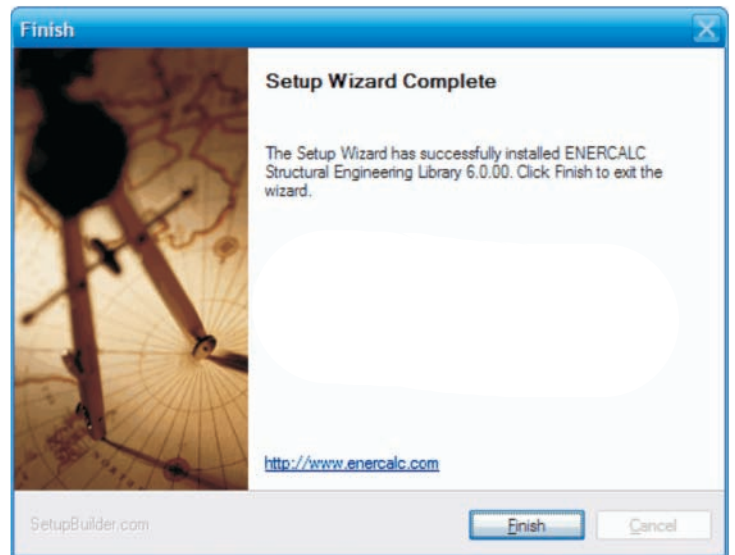 Finish
Setup Wizard Complete
The Setup Wizard has successfully installed ENERCALC
Structural Engineering Library 6.0.00. Click Finish to exit the
wizard.
http://www.enercalc.com
SetupBuilder.com
Finish
Cancel